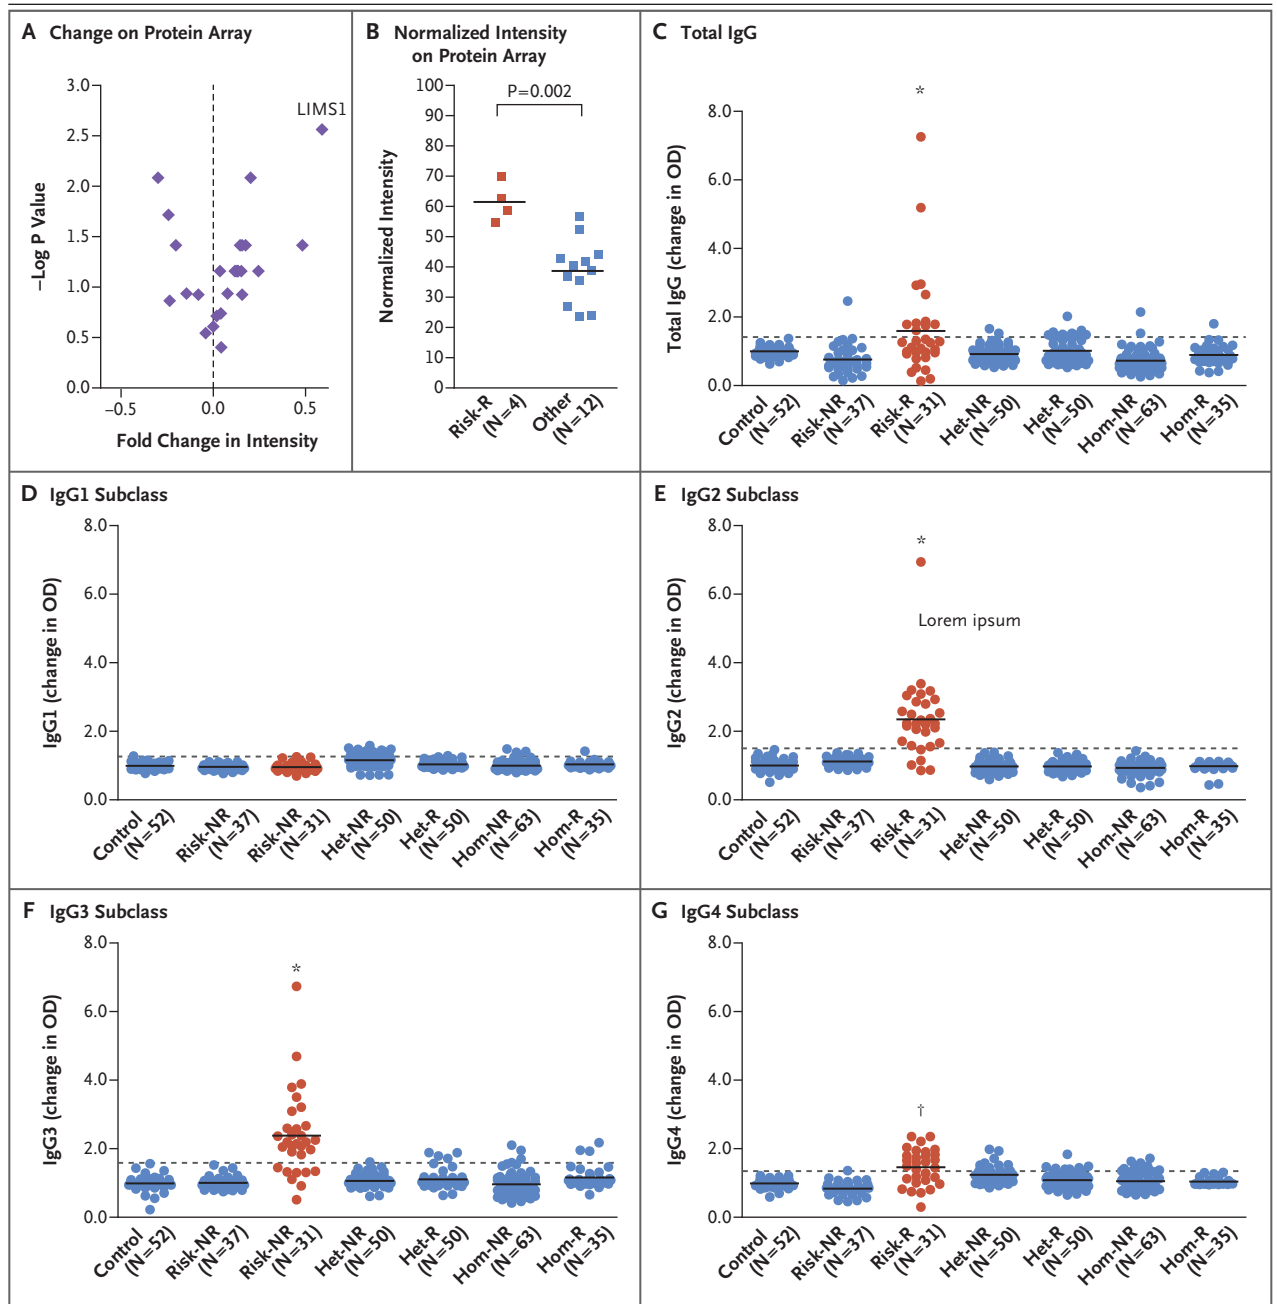 A Change on Protein Array
3.0
2.5
2.0
1.5
1.0
0.5
0.0
−Log P Value
LIMS1
−0.5
0.0
0.5
Fold Change in Intensity
B Normalized Intensity
on Protein Array
100
90
80
70
60
50
40
30
20
10
0
Normalized Intensity
P=0.002
Risk-R
(N=4)
Other
(N=12)
C Total IgG
8.0
6.0
4.0
2.0
0.0
Total IgG (change in OD)
*
Control
(N=52)
Risk-NR
(N=37)
Risk-R
(N=31)
Het-NR
(N=50)
Het-R
(N=50)
Hom-NR
(N=63)
Hom-R
(N=35)
D IgG1 Subclass
8.0
6.0
4.0
2.0
0.0
IgG1 (change in OD)
Control
(N=52)
Risk-NR
(N=37)
Risk-NR
(N=31)
Het-NR
(N=50)
Het-R
(N=50)
Hom-NR
(N=63)
Hom-R
(N=35)
E IgG2 Subclass
8.0
6.0
4.0
2.0
0.0
IgG2 (change in OD)
*
Lorem ipsum
Control
(N=52)
Risk-NR
(N=37)
Risk-R
(N=31)
Het-NR
(N=50)
Het-R
(N=50)
Hom-NR
(N=63)
Hom-R
(N=35)
F IgG3 Subclass
8.0
6.0
4.0
2.0
0.0
IgG3 (change in OD)
*
Control
(N=52)
Risk-NR
(N=37)
Risk-NR
(N=31)
Het-NR
(N=50)
Het-R
(N=50)
Hom-NR
(N=63)
Hom-R
(N=35)
G IgG4 Subclass
8.0
6.0
4.0
2.0
0.0
IgG4 (change in OD)
†
Control
(N=52)
Risk-NR
(N=37)
Risk-R
(N=31)
Het-NR
(N=50)
Het-R
(N=50)
Hom-NR
(N=63)
Hom-R
(N=35)